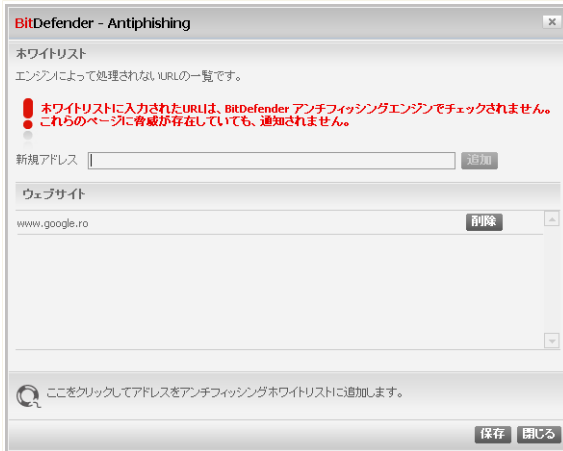 BitDefender - Antiphishing
ホワイトリスト
エンジンによって処理されないURLの一覧です。
ホワイトリストに入力されたURLは、BitDefender アンチフィッシングエンジンでチェックされません。
これらのページに脅威が存在していても、通知されません。
新規アドレス 追加
ウェブサイト
www.google.ro 削除
ここをクリックしてアドレスをアンチフィッシングホワイトリストに追加します。
保存 閉じる